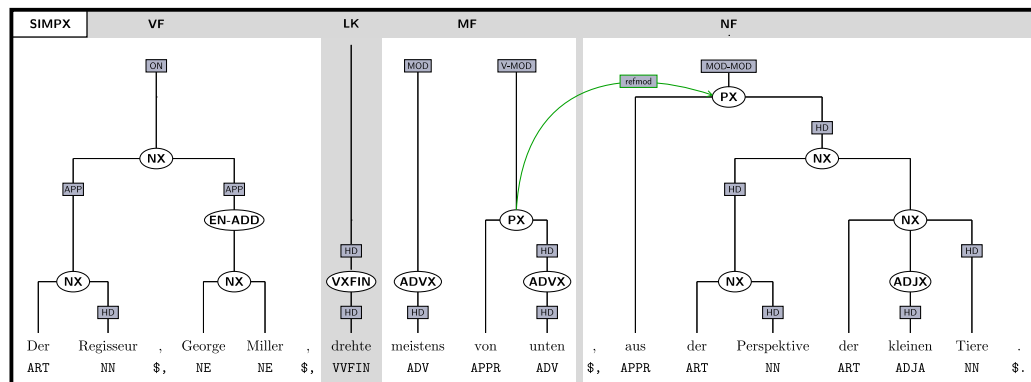 SIMPX VF LK MF NF
ON MOD V-MOD MOD-MOD
refmod
PX
HD
NX NX
APP APP HD
EN-ADD PX NX
HD HD HD
NX NX VXFIN ADVX ADVX NX ADJX
HD HD HD HD HD HD
Der Regisseur , George Miller , drehte meistens von unten , aus der Perspektive der kleinen Tiere .
ART NN $, NE NE $, VVFIN ADV APPR ADV $, APPR ART NN ART ADJA NN $.